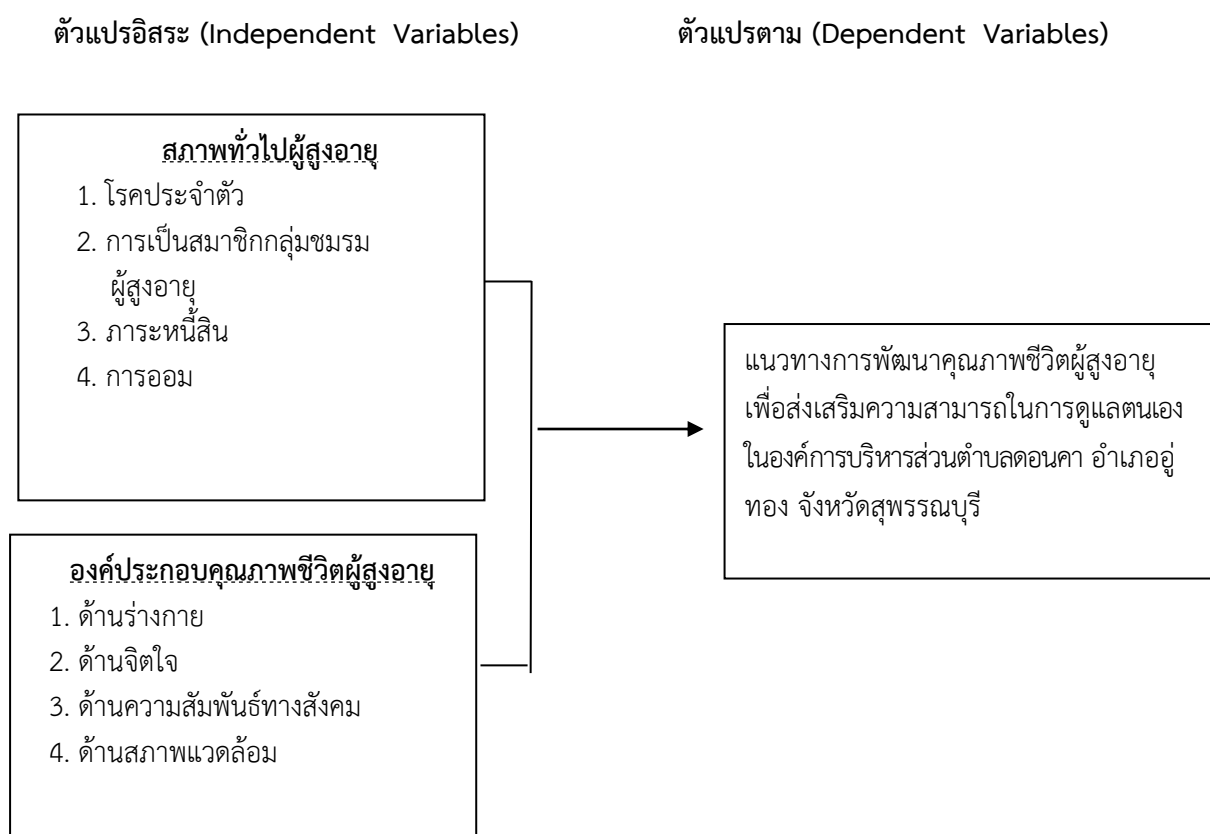 ตัวแปรอิสระ (Independent Variables)
ตัวแปรตาม (Dependent Variables)
สภาพทั่วไปผู้สูงอายุ
1. โรคประจำตัว
2. การเป็นสมาชิกกลุ่มชมรม
ผู้สูงอายุ
3. ภาระหนี้สิน
4. การออม
องค์ประกอบคุณภาพชีวิตผู้สูงอายุ
1. ด้านร่างกาย
2. ด้านจิตใจ
3. ด้านความสัมพันธ์ทางสังคม
4. ด้านสภาพแวดล้อม
แนวทางการพัฒนาคุณภาพชีวิตผู้สูงอายุ
เพื่อส่งเสริมความสามารถในการดูแลตนเอง
ในองค์การบริหารส่วนตำบลดอนคา อำเภออู่
ทอง จังหวัดสุพรรณบุรี